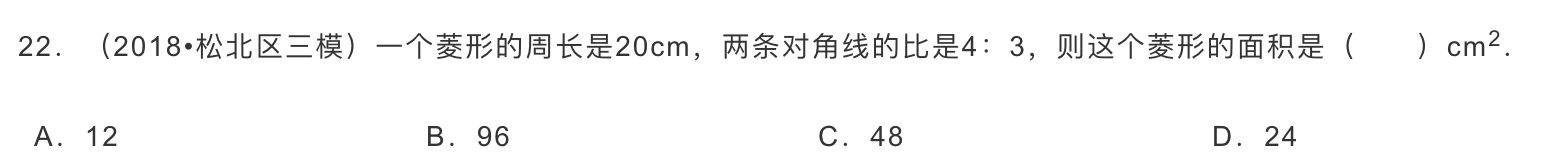 22. （2018•松北区三模）一个菱形的周长是20cm，两条对角线的比是4：3，则这个菱形的面积是（　　）cm².
A. 12　B. 96　C. 48　D. 24